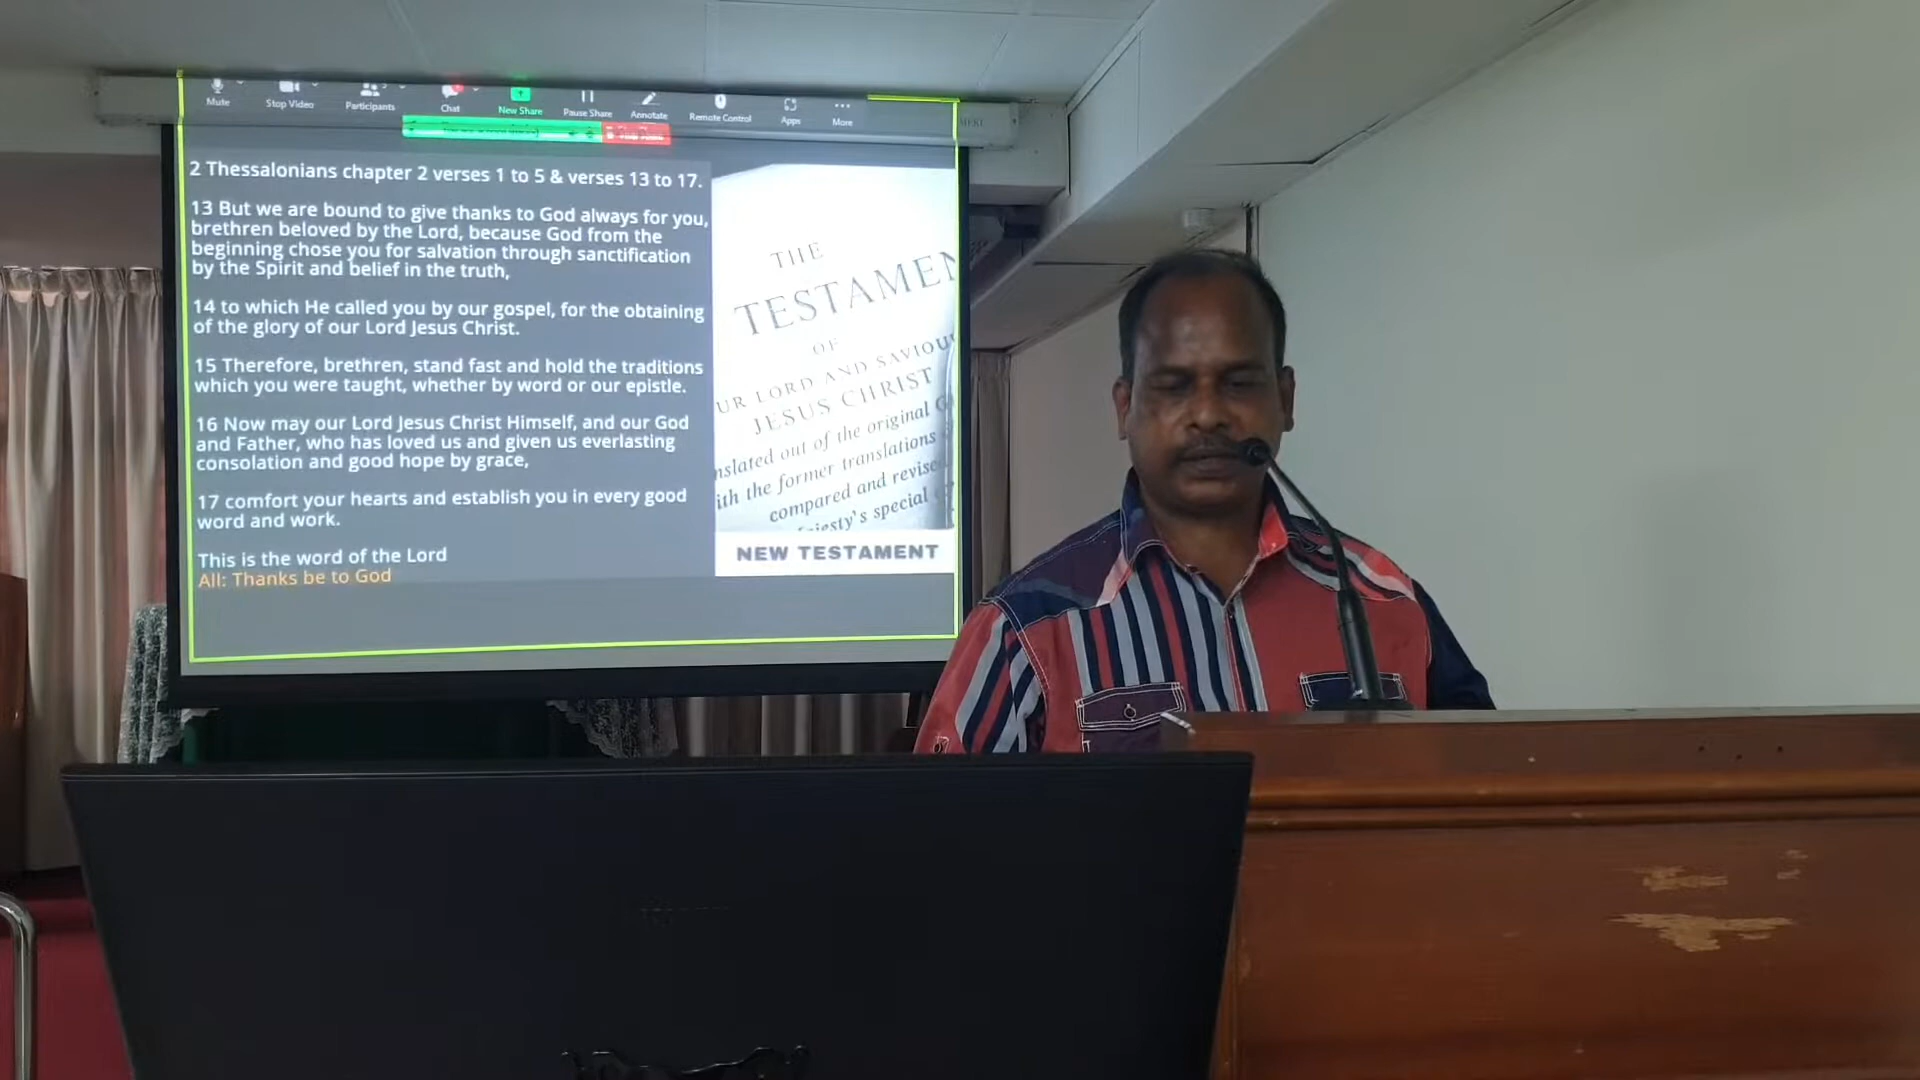 Mute
Stop Video
Participants
Chat
New Share
Pause Share
Annotate
Remote Control
Apps
More
2 Thessalonians chapter 2 verses 1 to 5 & verses 13 to 17.
13 But we are bound to give thanks to God always for you,
brethren beloved by the Lord, because God from the
beginning chose you for salvation through sanctification
by the Spirit and belief in the truth,
14 to which He called you by our gospel, for the obtaining
of the glory of our Lord Jesus Christ.
15 Therefore, brethren, stand fast and hold the traditions
which you were taught, whether by word or our epistle.
16 Now may our Lord Jesus Christ Himself, and our God
and Father, who has loved us and given us everlasting
consolation and good hope by grace,
17 comfort your hearts and establish you in every good
word and work.
This is the word of the Lord
All: Thanks be to God
THE
TESTAMEN
OF
UR LORD AND SAVIOU
JESUS CHRIST
nslated out of the original
ith the former translations
compared and revise
special
NEW TESTAMENT